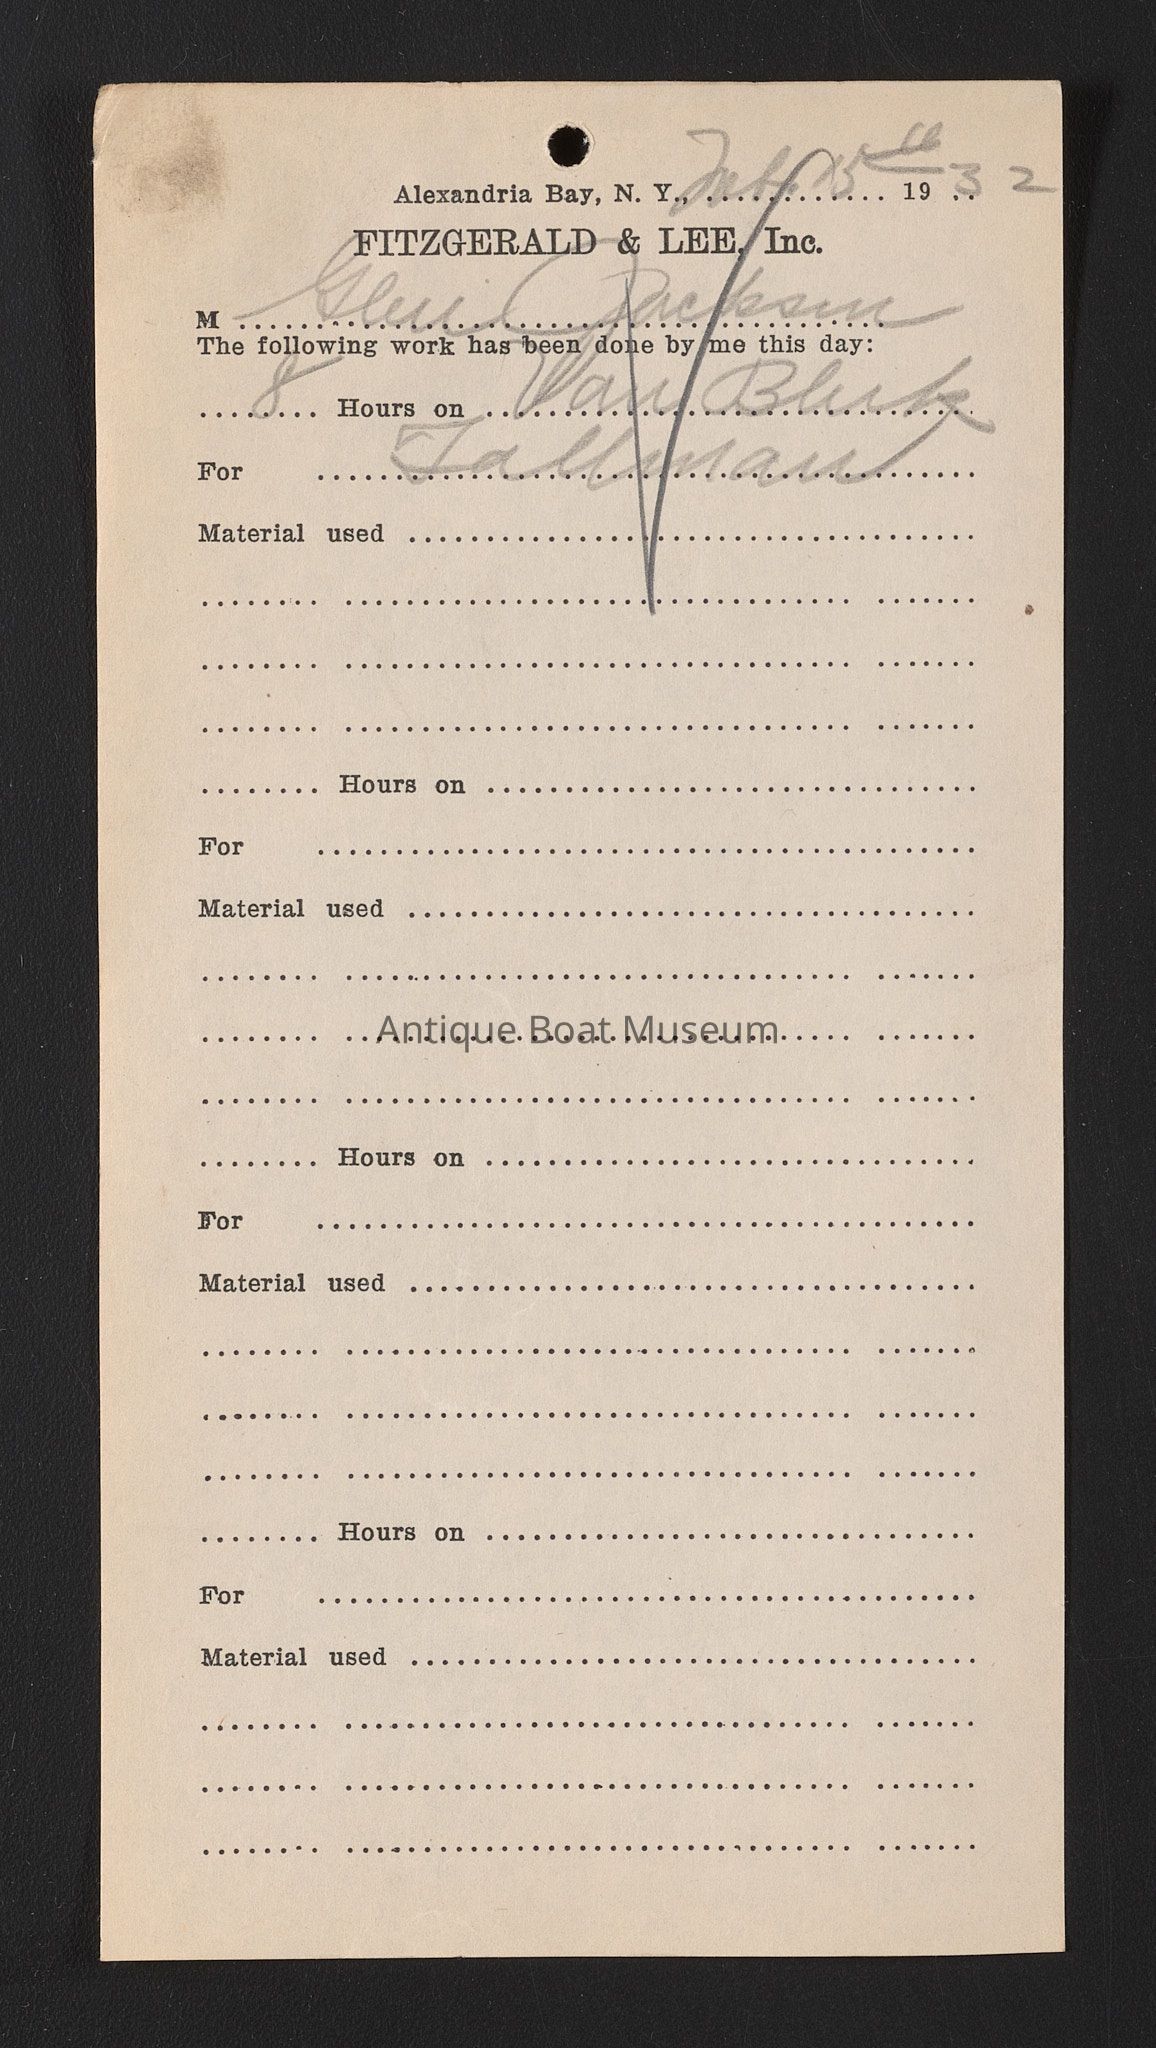 Alexandria Bay, N. Y., Feb. 15th 1932
FITZGERALD & LEE, Inc.
M Glen C Jackson
The following work has been done by me this day:
8 Hours on Van Blerk
For Tallman
Material used
Hours on
For
Material used
Antique Boat Museum
Hours on
For
Material used
Hours on
For
Material used